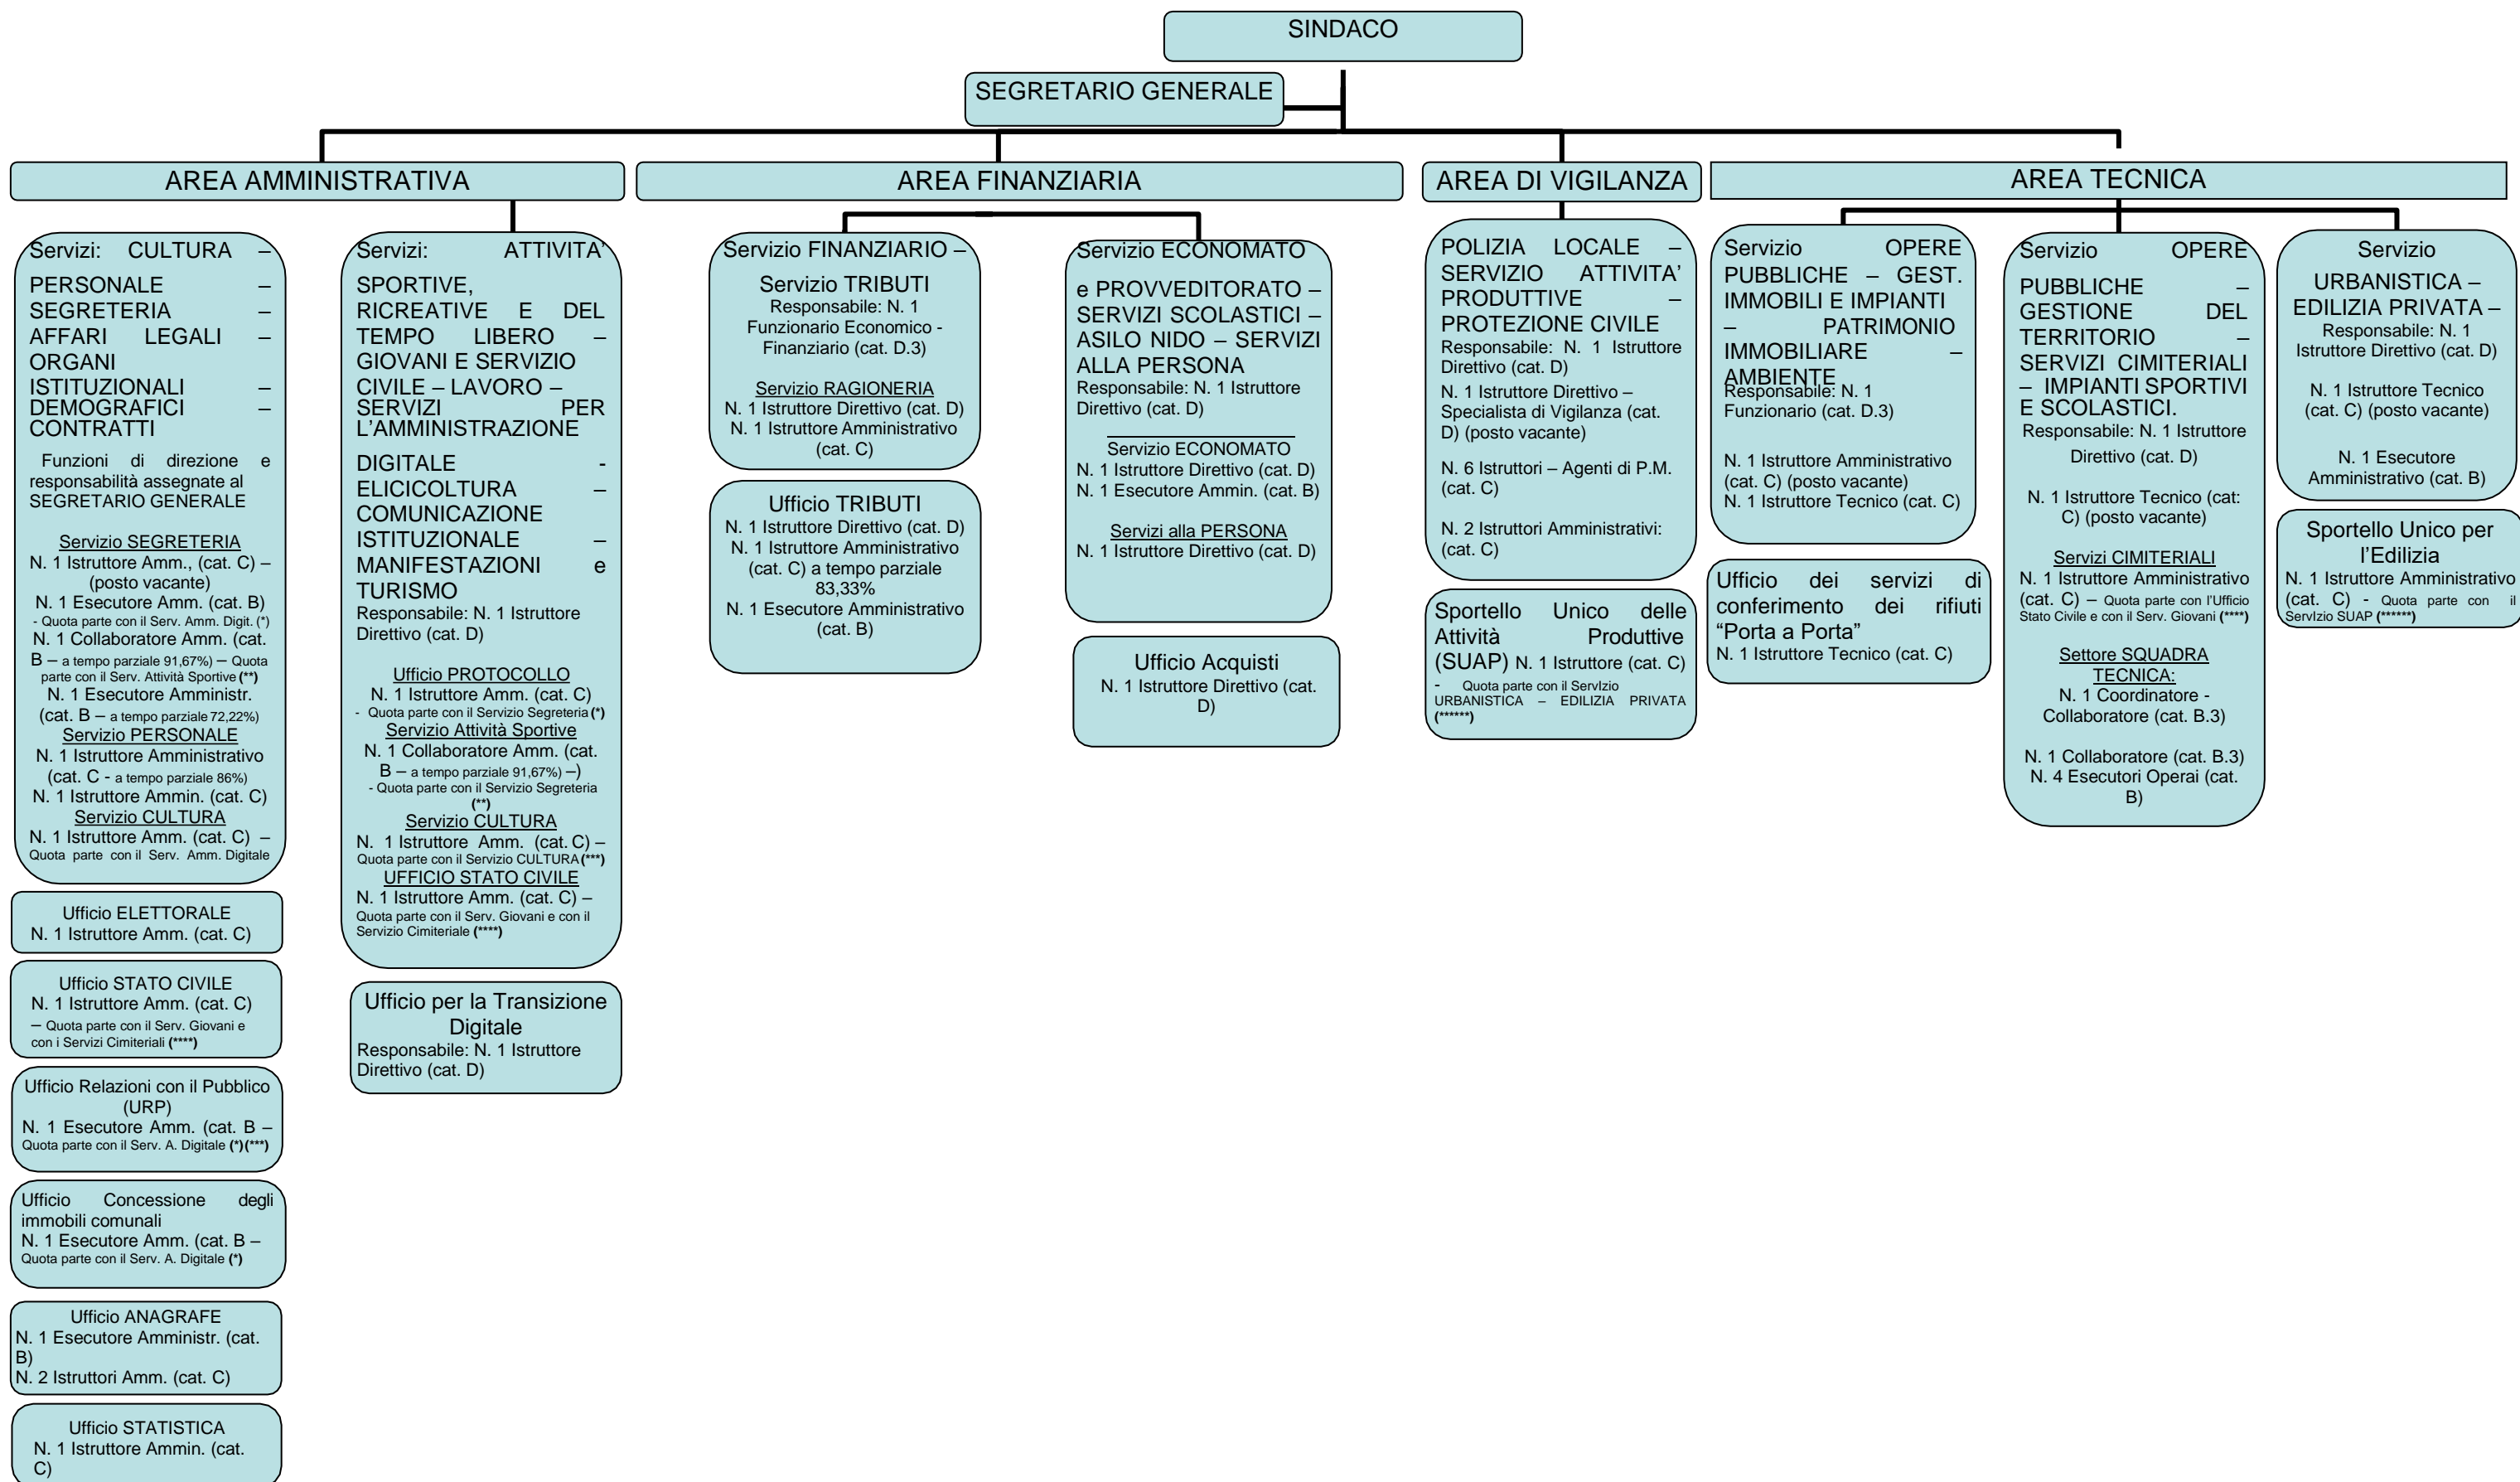 SINDACO
SEGRETARIO GENERALE
AREA AMMINISTRATIVA
Servizi: CULTURA –
PERSONALE –
SEGRETERIA –
AFFARI LEGALI –
ORGANI
ISTITUZIONALI –
DEMOGRAFICI –
CONTRATTI
Funzioni di direzione e
responsabilità assegnate al
SEGRETARIO GENERALE
Servizio SEGRETERIA
N. 1 Istruttore Amm., (cat. C) –
(posto vacante)
N. 1 Esecutore Amm. (cat. B)
- Quota parte con il Serv. Amm. Digit. (*)
N. 1 Collaboratore Amm. (cat.
B – a tempo parziale 91,67%) – Quota
parte con il Serv. Attività Sportive (**)
N. 1 Esecutore Amministr.
(cat. B – a tempo parziale 72,22%)
Servizio PERSONALE
N. 1 Istruttore Amministrativo
(cat. C - a tempo parziale 86%)
N. 1 Istruttore Ammin. (cat. C)
Servizio CULTURA
N. 1 Istruttore Amm. (cat. C) –
Quota parte con il Serv. Amm. Digitale
Ufficio ELETTORALE
N. 1 Istruttore Amm. (cat. C)
Ufficio STATO CIVILE
N. 1 Istruttore Amm. (cat. C)
– Quota parte con il Serv. Giovani e
con i Servizi Cimiteriali (****)
Ufficio Relazioni con il Pubblico
(URP)
N. 1 Esecutore Amm. (cat. B –
Quota parte con il Serv. A. Digitale (*)(***)
Ufficio Concessione degli
immobili comunali
N. 1 Esecutore Amm. (cat. B –
Quota parte con il Serv. A. Digitale (*)
Ufficio ANAGRAFE
N. 1 Esecutore Amministr. (cat.
B)
N. 2 Istruttori Amm. (cat. C)
Ufficio STATISTICA
N. 1 Istruttore Ammin. (cat.
C)
Servizi: ATTIVITA'
SPORTIVE,
RICREATIVE E DEL
TEMPO LIBERO –
GIOVANI E SERVIZIO
CIVILE – LAVORO –
SERVIZI PER
L'AMMINISTRAZIONE
DIGITALE -
ELICICOLTURA –
COMUNICAZIONE
ISTITUZIONALE –
MANIFESTAZIONI e
TURISMO
Responsabile: N. 1 Istruttore
Direttivo (cat. D)
Ufficio PROTOCOLLO
N. 1 Istruttore Amm. (cat. C)
- Quota parte con il Servizio Segreteria (*)
Servizio Attività Sportive
N. 1 Collaboratore Amm. (cat.
B – a tempo parziale 91,67%) –)
- Quota parte con il Servizio Segreteria
(**)
Servizio CULTURA
N. 1 Istruttore Amm. (cat. C) –
Quota parte con il Servizio CULTURA (***)
UFFICIO STATO CIVILE
N. 1 Istruttore Amm. (cat. C) –
Quota parte con il Serv. Giovani e con il
Servizio Cimiteriale (****)
Ufficio per la Transizione
Digitale
Responsabile: N. 1 Istruttore
Direttivo (cat. D)
AREA FINANZIARIA
Servizio FINANZIARIO –
Servizio TRIBUTI
Responsabile: N. 1
Funzionario Economico -
Finanziario (cat. D.3)
Servizio RAGIONERIA
N. 1 Istruttore Direttivo (cat. D)
N. 1 Istruttore Amministrativo
(cat. C)
Ufficio TRIBUTI
N. 1 Istruttore Direttivo (cat. D)
N. 1 Istruttore Amministrativo
(cat. C) a tempo parziale
83,33%
N. 1 Esecutore Amministrativo
(cat. B)
Servizio ECONOMATO
e PROVVEDITORATO –
SERVIZI SCOLASTICI –
ASILO NIDO – SERVIZI
ALLA PERSONA
Responsabile: N. 1 Istruttore
Direttivo (cat. D)
Servizio ECONOMATO
N. 1 Istruttore Direttivo (cat. D)
N. 1 Esecutore Ammin. (cat. B)
Servizi alla PERSONA
N. 1 Istruttore Direttivo (cat. D)
Ufficio Acquisti
N. 1 Istruttore Direttivo (cat.
D)
AREA DI VIGILANZA
POLIZIA LOCALE –
SERVIZIO ATTIVITA'
PRODUTTIVE –
PROTEZIONE CIVILE
Responsabile: N. 1 Istruttore
Direttivo (cat. D)
N. 1 Istruttore Direttivo –
Specialista di Vigilanza (cat.
D) (posto vacante)
N. 6 Istruttori – Agenti di P.M.
(cat. C)
N. 2 Istruttori Amministrativi:
(cat. C)
Sportello Unico delle
Attività Produttive
(SUAP) N. 1 Istruttore (cat. C)
- Quota parte con il ServIzio
URBANISTICA – EDILIZIA PRIVATA
(******)
AREA TECNICA
Servizio OPERE
PUBBLICHE – GEST.
IMMOBILI E IMPIANTI
– PATRIMONIO
IMMOBILIARE –
AMBIENTE
Responsabile: N. 1
Funzionario (cat. D.3)
N. 1 Istruttore Amministrativo
(cat. C) (posto vacante)
N. 1 Istruttore Tecnico (cat. C)
Ufficio dei servizi di
conferimento dei rifiuti
“Porta a Porta”
N. 1 Istruttore Tecnico (cat. C)
Servizio OPERE
PUBBLICHE –
GESTIONE DEL
TERRITORIO –
SERVIZI CIMITERIALI
– IMPIANTI SPORTIVI
E SCOLASTICI.
Responsabile: N. 1 Istruttore
Direttivo (cat. D)
N. 1 Istruttore Tecnico (cat:
C) (posto vacante)
Servizi CIMITERIALI
N. 1 Istruttore Amministrativo
(cat. C) – Quota parte con l'Ufficio
Stato Civile e con il Serv. Giovani (****)
Settore SQUADRA
TECNICA:
N. 1 Coordinatore -
Collaboratore (cat. B.3)
N. 1 Collaboratore (cat. B.3)
N. 4 Esecutori Operai (cat.
B)
Servizio
URBANISTICA –
EDILIZIA PRIVATA –
Responsabile: N. 1
Istruttore Direttivo (cat. D)
N. 1 Istruttore Tecnico
(cat. C) (posto vacante)
N. 1 Esecutore
Amministrativo (cat. B)
Sportello Unico per
l'Edilizia
N. 1 Istruttore Amministrativo
(cat. C) - Quota parte con il
ServIzio SUAP (******)